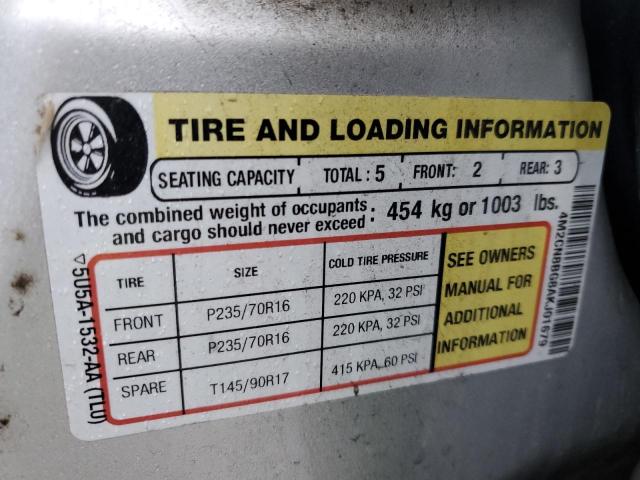 TIRE AND LOADING INFORMATION
SEATING CAPACITY TOTAL : 5 FRONT: 2 REAR: 3
The combined weight of occupants and cargo should never exceed : 454 kg or 1003 lbs.
TIRE SIZE COLD TIRE PRESSURE
FRONT P235/70R16 220 KPA, 32 PSI
REAR P235/70R16 220 KPA, 32 PSI
SPARE T145/90R17 415 KPA, 60 PSI
SEE OWNERS
MANUAL FOR
ADDITIONAL
INFORMATION
5U5A-1532-AA (TLU)